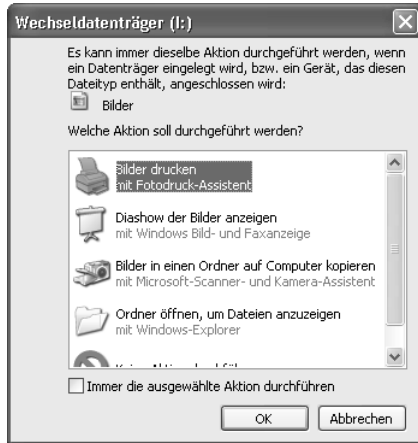 Wechseldatenträger (I:)
Es kann immer dieselbe Aktion durchgeführt werden, wenn
ein Datenträger eingelegt wird, bzw. ein Gerät, das diesen
Dateityp enthält, angeschlossen wird:
Bilder
Welche Aktion soll durchgeführt werden?
Bilder drucken
mit Fotodruck-Assistent
Diashow der Bilder anzeigen
mit Windows Bild- und Faxanzeige
Bilder in einen Ordner auf Computer kopieren
mit Microsoft-Scanner- und Kamera-Assistent
Ordner öffnen, um Dateien anzuzeigen
mit Windows-Explorer
Immer die ausgewählte Aktion durchführen
OK
Abbrechen